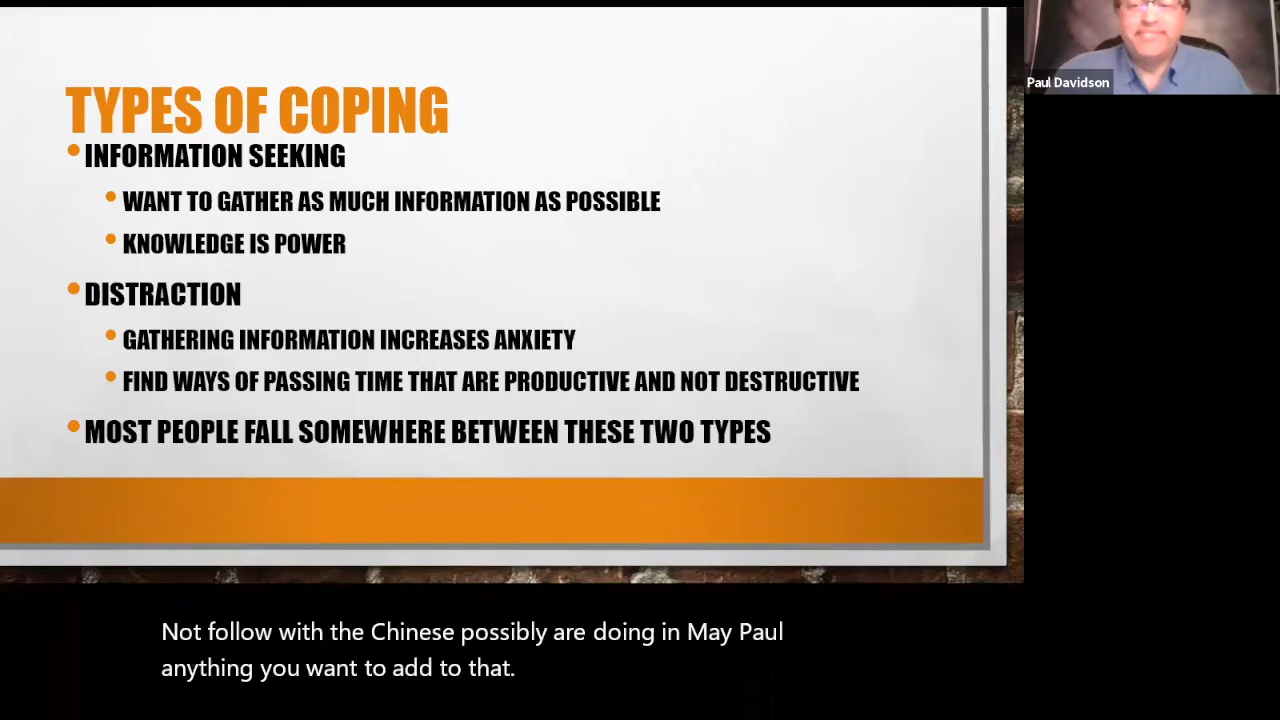 TYPES OF COPING
INFORMATION SEEKING
WANT TO GATHER AS MUCH INFORMATION AS POSSIBLE
KNOWLEDGE IS POWER
DISTRACTION
GATHERING INFORMATION INCREASES ANXIETY
FIND WAYS OF PASSING TIME THAT ARE PRODUCTIVE AND NOT DESTRUCTIVE
MOST PEOPLE FALL SOMEWHERE BETWEEN THESE TWO TYPES
Paul Davidson
Not follow with the Chinese possibly are doing in May Paul
anything you want to add to that.